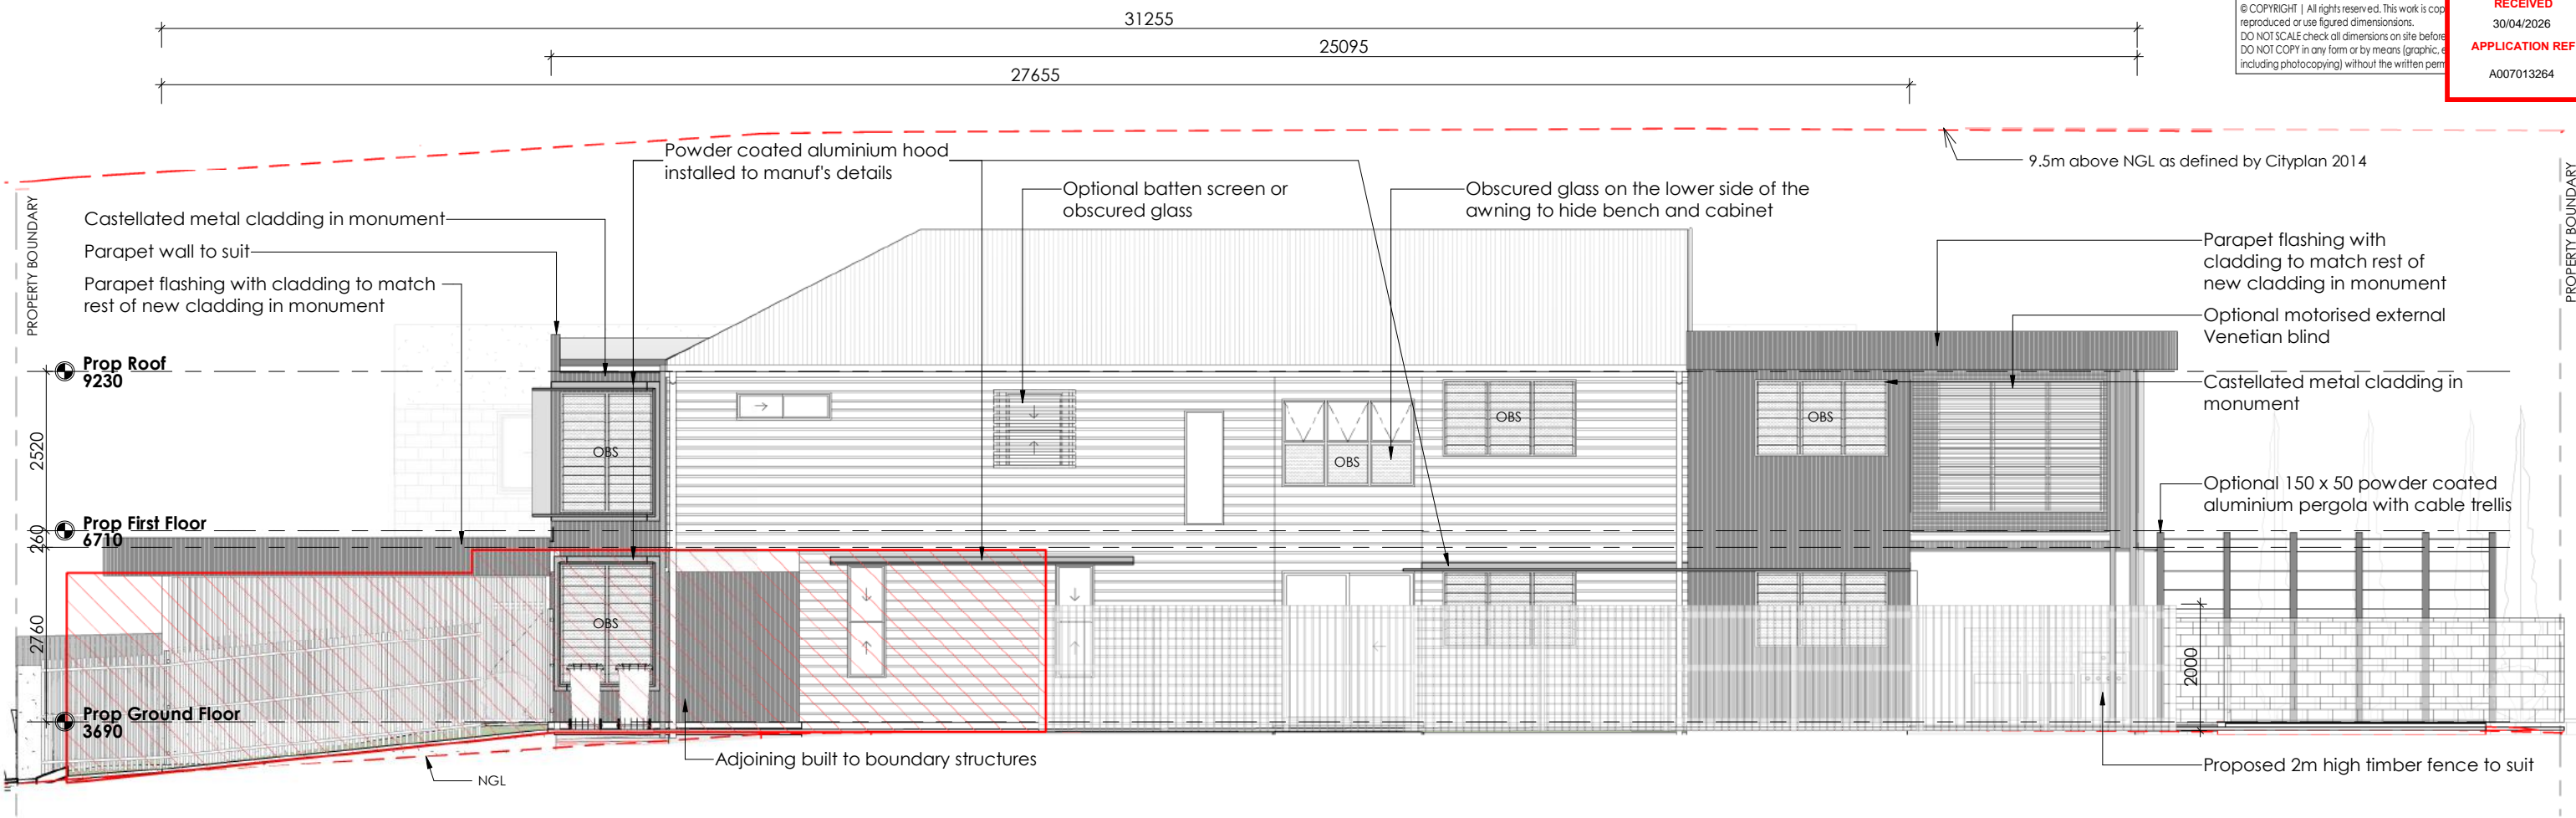 © COPYRIGHT | All rights reserved. This work is cop
reproduced or use figured dimensionsions.
DO NOT SCALE check all dimensions on site before
DO NOT COPY in any form or by means (graphic, e
including photocopying) without the written perm
RECEIVED
30/04/2026
APPLICATION REF
A007013264
31255
25095
27655
9.5m above NGL as defined by Cityplan 2014
PROPERTY BOUNDARY
PROPERTY BOUNDARY
Powder coated aluminium hood
installed to manuf's details
Optional batten screen or
obscured glass
Obscured glass on the lower side of the
awning to hide bench and cabinet
Castellated metal cladding in monument
Parapet wall to suit
Parapet flashing with cladding to match
rest of new cladding in monument
Parapet flashing with
cladding to match rest of
new cladding in monument
Optional motorised external
Venetian blind
Castellated metal cladding in
monument
Optional 150 x 50 powder coated
aluminium pergola with cable trellis
Prop Roof
9230
2520
Prop First Floor
6710
260
2760
Prop Ground Floor
3690
OBS
OBS
OBS
OBS
OBS
2000
Adjoining built to boundary structures
NGL
Proposed 2m high timber fence to suit